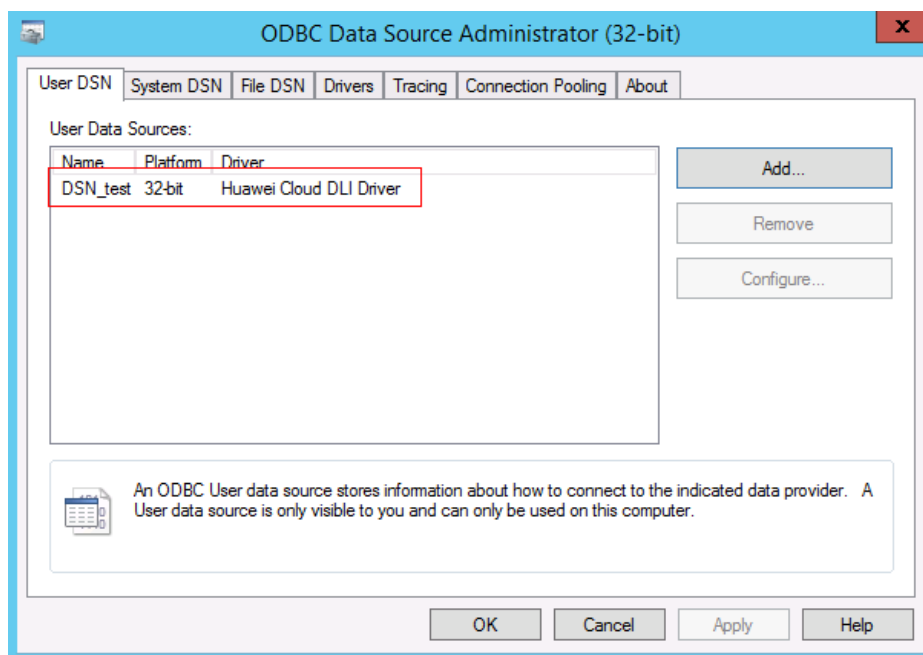 ODBC Data Source Administrator (32-bit)
x
User DSN System DSN File DSN Drivers Tracing Connection Pooling About
User Data Sources:
Name Platform Driver
DSN_test 32-bit Huawei Cloud DLI Driver
Add...
Remove
Configure...
An ODBC User data source stores information about how to connect to the indicated data provider. A
User data source is only visible to you and can only be used on this computer.
OK Cancel Apply Help